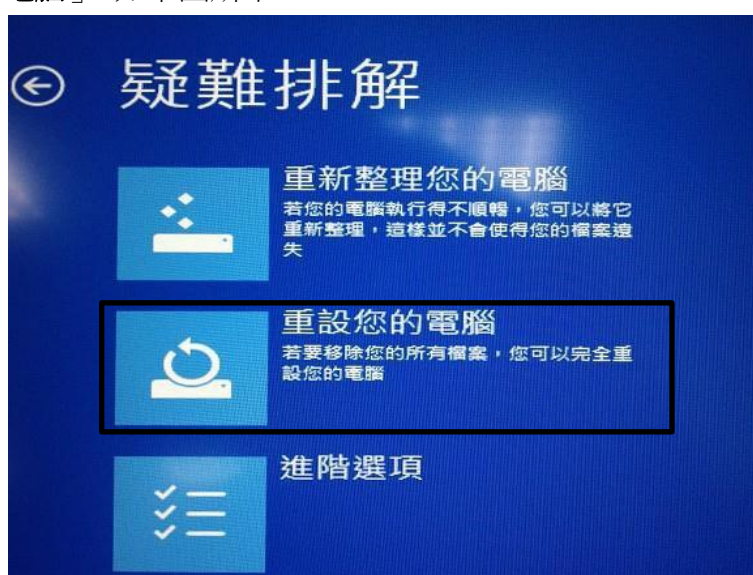 疑難排解
重新整理您的電腦
若您的電腦執行得不順暢，您可以將它
重新整理，這樣並不會使得您的檔案遺
失
重設您的電腦
若要移除您的所有檔案，您可以完全重
設您的電腦
進階選項